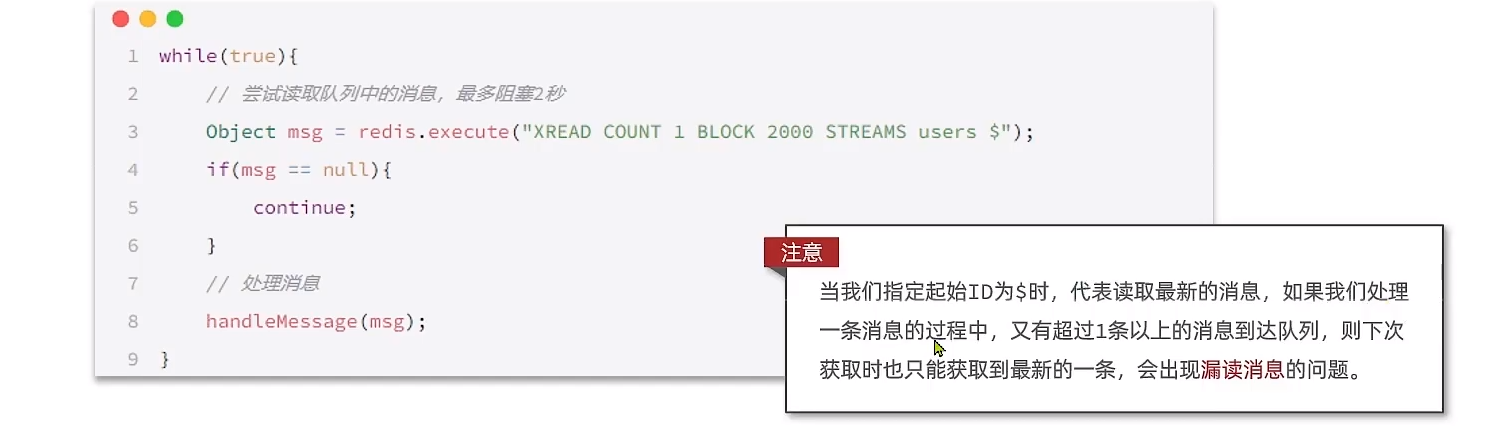 1 while(true){
2 // 尝试读取队列中的消息，最多阻塞2秒
3 Object msg = redis.execute("XREAD COUNT 1 BLOCK 2000 STREAMS users $");
4 if(msg == null){
5 continue;
6 }
7 // 处理消息
8 handleMessage(msg);
9 }
注意
当我们指定起始ID为$时，代表读取最新的消息，如果我们处理
一条消息的过程中，又有超过1条以上的消息到达队列，则下次
获取时也只能获取到最新的一条，会出现漏读消息的问题。